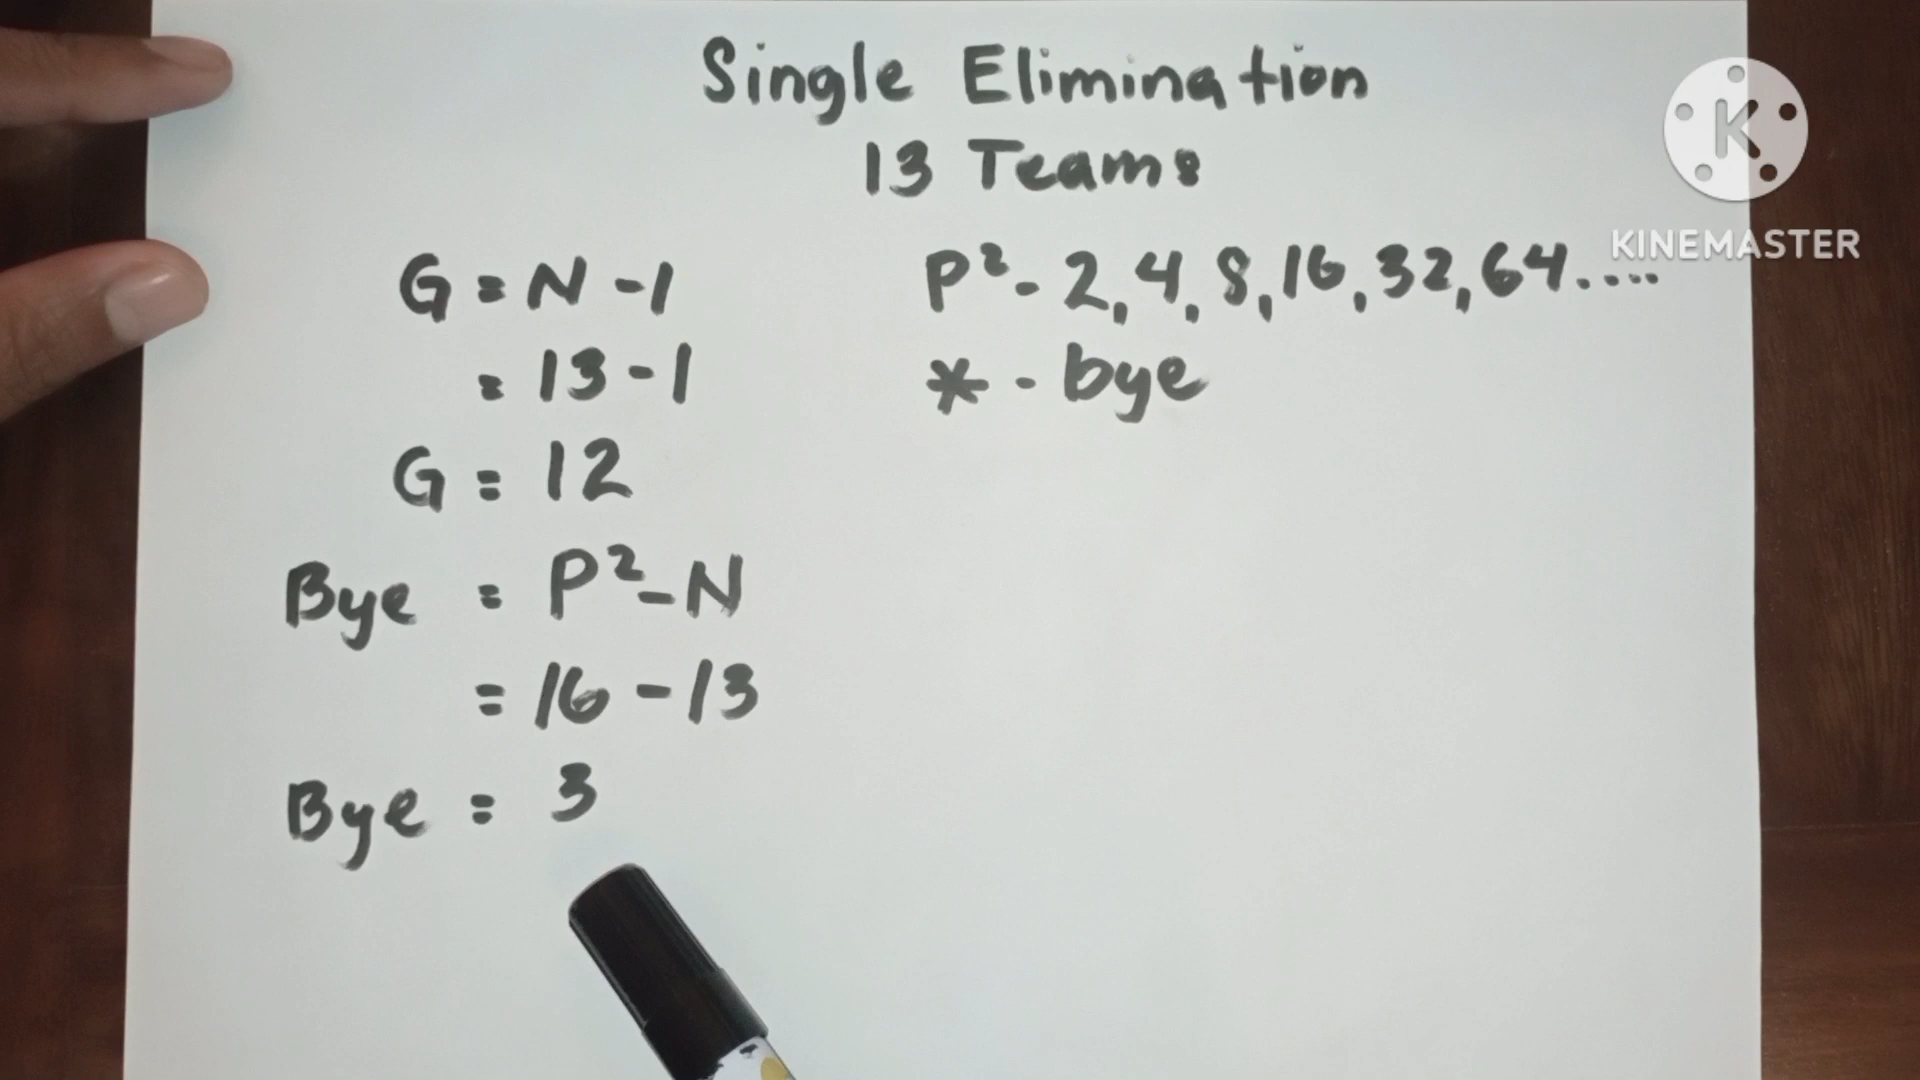 Single Elimination
13 Teams
G = N - 1
= 13 - 1
G = 12
Bye = P² - N
= 16 - 13
Bye = 3
P² - 2, 4, 8, 16, 32, 64....
* - bye
K
KINEMASTER